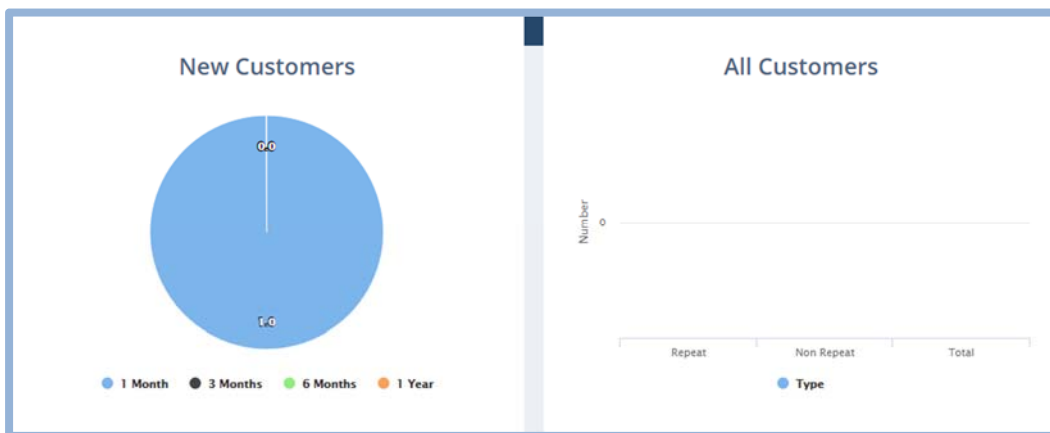 New Customers
0.0
1.0
1 Month 3 Months 6 Months 1 Year
All Customers
Number
0
Repeat Non Repeat Total
Type